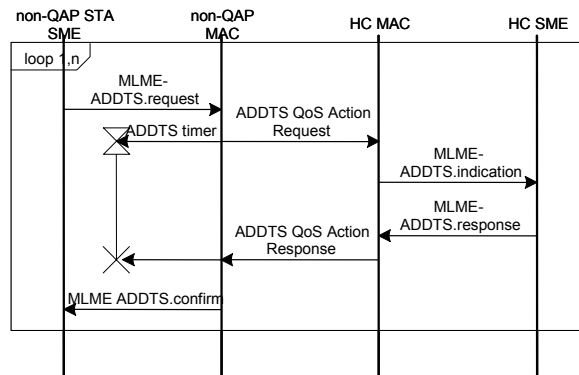 non-QAP STA
SME
non-QAP
MAC
HC MAC
HC SME
loop 1,n
MLME-
ADDTS.request
ADDTS QoS Action
Request
ADDTS timer
MLME-
ADDTS.indication
MLME-
ADDTS.response
ADDTS QoS Action
Response
MLME ADDTS.confirm